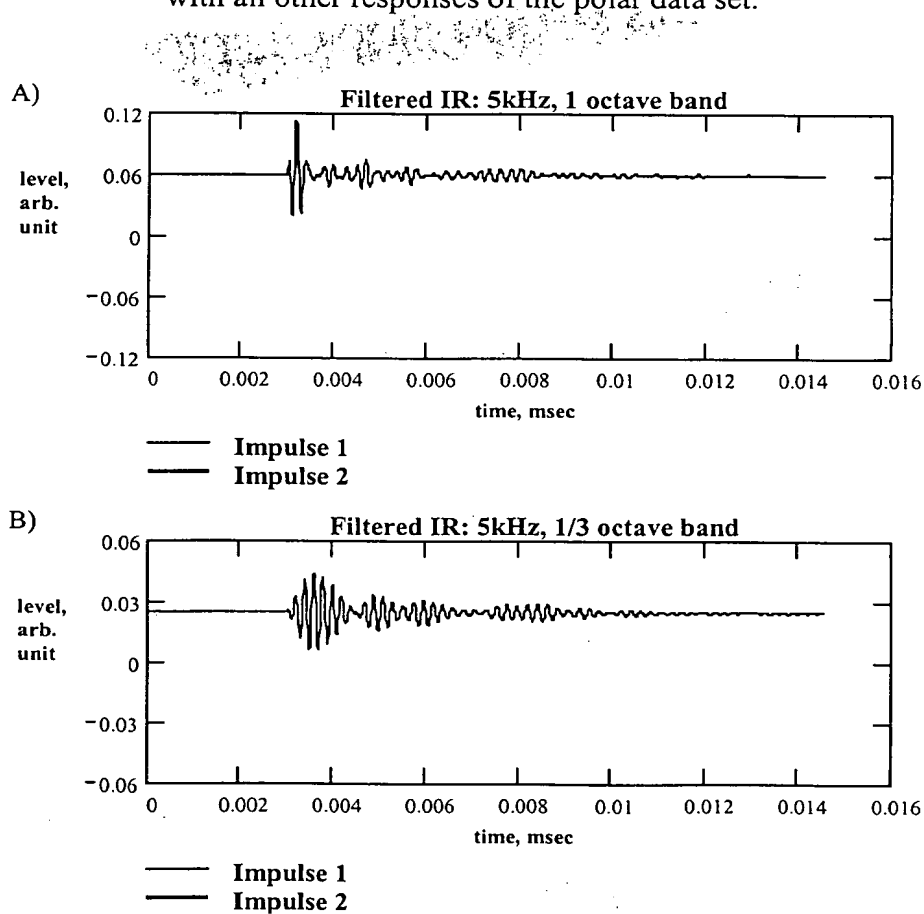 with all other responses of the polar data set.
A)
Filtered IR: 5kHz, 1 octave band
0.12
level, arb. unit
0.06
0
−0.06
−0.12
0 0.002 0.004 0.006 0.008 0.01 0.012 0.014 0.016
time, msec
Impulse 1
Impulse 2
B)
Filtered IR: 5kHz, 1/3 octave band
0.06
level, arb. unit
0.03
0
−0.03
−0.06
0 0.002 0.004 0.006 0.008 0.01 0.012 0.014 0.016
time, msec
Impulse 1
Impulse 2